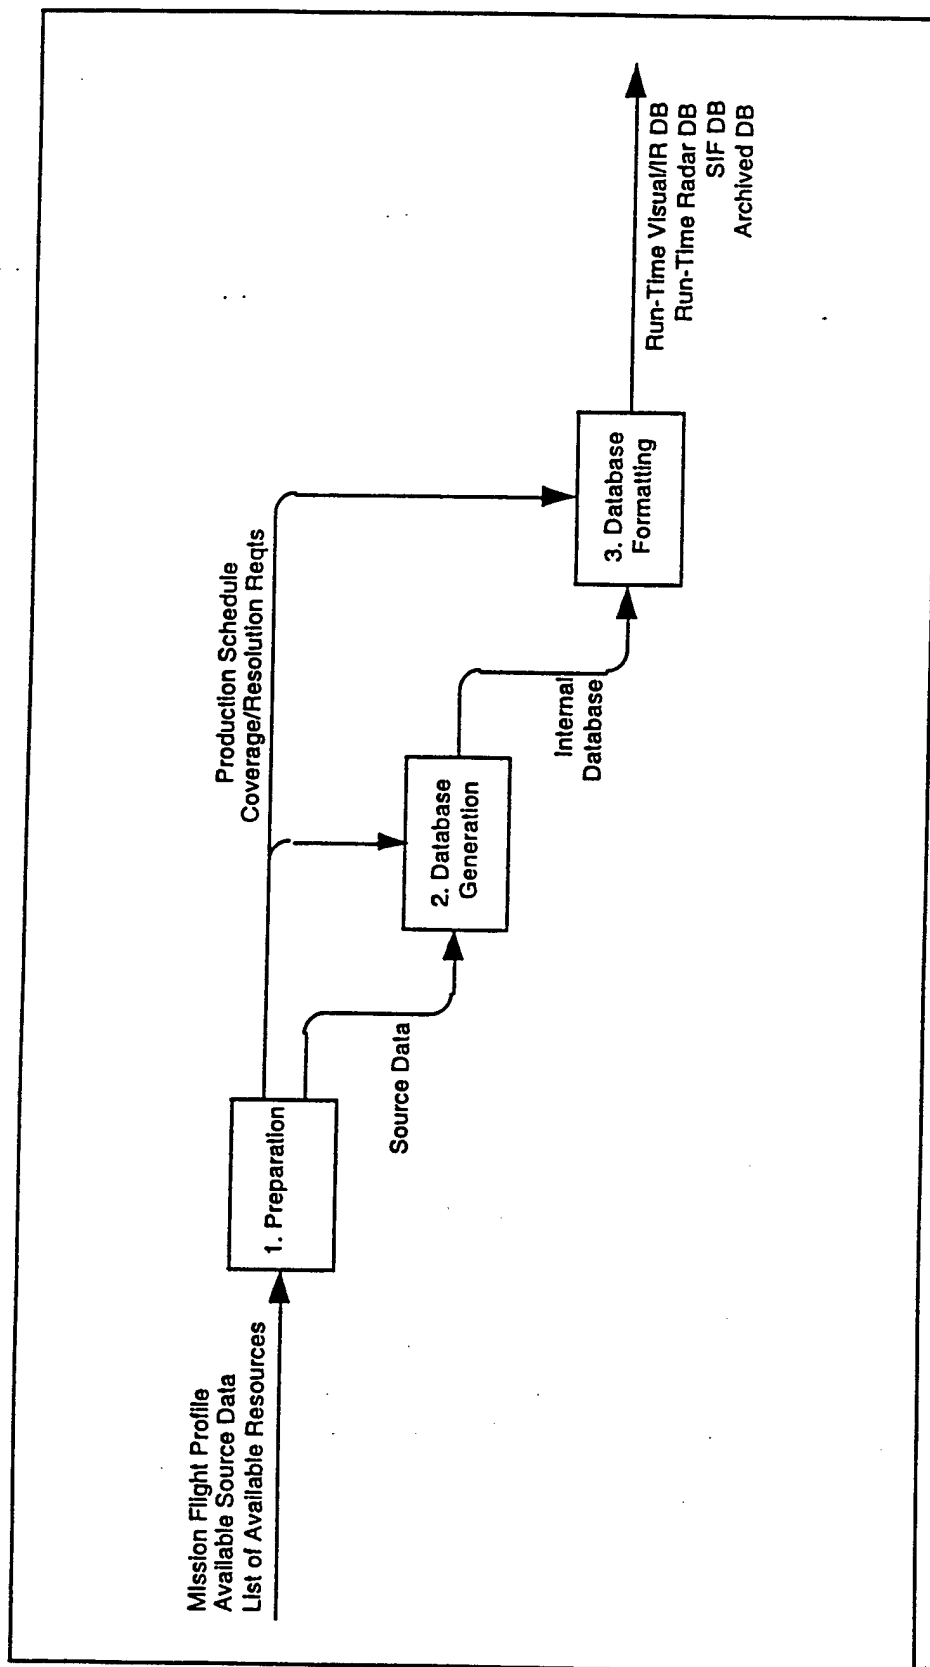 Mission Flight Profile
Available Source Data
List of Available Resources
1. Preparation
Production Schedule
Coverage/Resolution Reqts
Source Data
2. Database
Generation
Internal
Database
3. Database
Formatting
Run-Time Visual/IR DB
Run-Time Radar DB
SIF DB
Archived DB